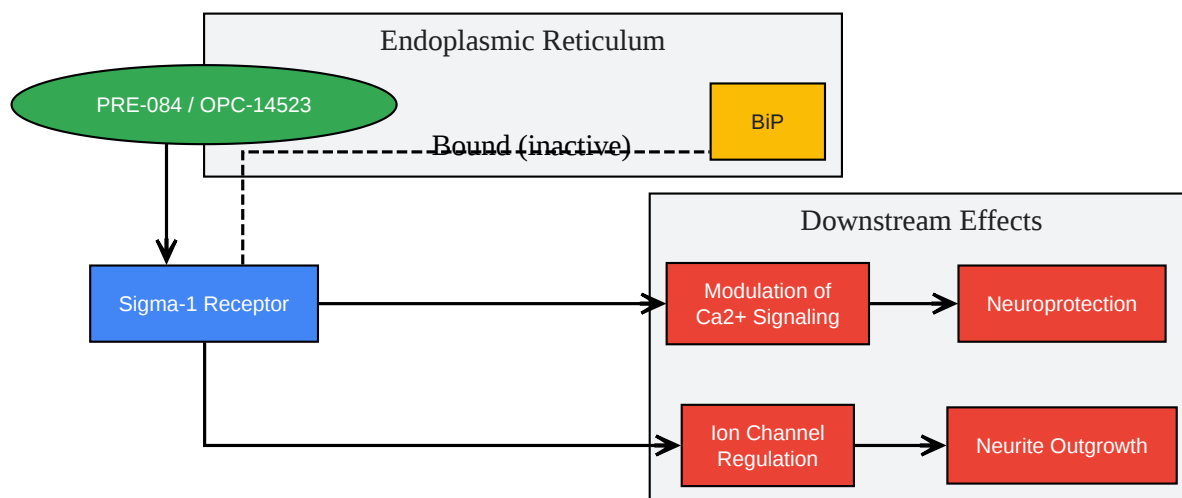 Endoplasmic Reticulum
PRE-084 / OPC-14523
BiP
Bound (inactive)
Downstream Effects
Sigma-1 Receptor
Modulation of
Ca2+ Signaling
Neuroprotection
Ion Channel
Regulation
Neurite Outgrowth